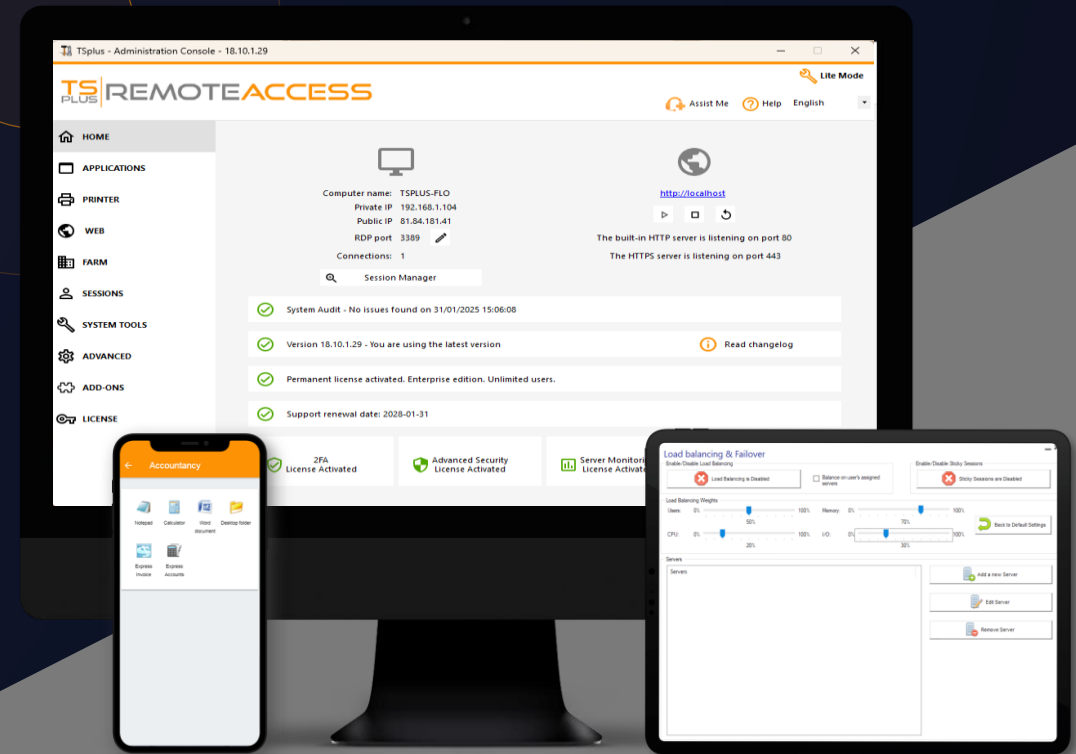 TSplus - Administration Console - 18.10.1.29
TS PLUS REMOTEACCESS
Lite Mode
Assist Me
Help
English
HOME
APPLICATIONS
PRINTER
WEB
FARM
SESSIONS
SYSTEM TOOLS
ADVANCED
ADD-ONS
LICENSE
Computer name: TSPLUS-FLO
Private IP 192.168.1.104
Public IP 81.84.181.41
RDP port 3389
Connections: 1
Session Manager
http://localhost
The built-in HTTP server is listening on port 80
The HTTPS server is listening on port 443
System Audit - No issues found on 31/01/2025 15:06:08
Version 18.10.1.29 - You are using the latest version
Read changelog
Permanent license activated. Enterprise edition. Unlimited users.
Support renewal date: 2028-01-31
2FA
License Activated
Advanced Security
License Activated
Server Monitori
License Activate
Accountancy
Notepad
Calculator
Word
document
Desktop folder
Express
Invoice
Express
Accounts
Load balancing & Failover
Enable/Disable Load Balancing
Load Balancing is Disabled
Balance on user's assigned
servers
Enable/Disable Sticky Sessions
Sticky Sessions are Disabled
Load Balancing Weights
Users: 0% 100%
50%
Memory 0% 100%
70%
CPU: 0% 100%
20%
I-O: 0% 100%
30%
Back to Default Settings
Servers
Servers
Add a new Server
Edit Server
Remove Server